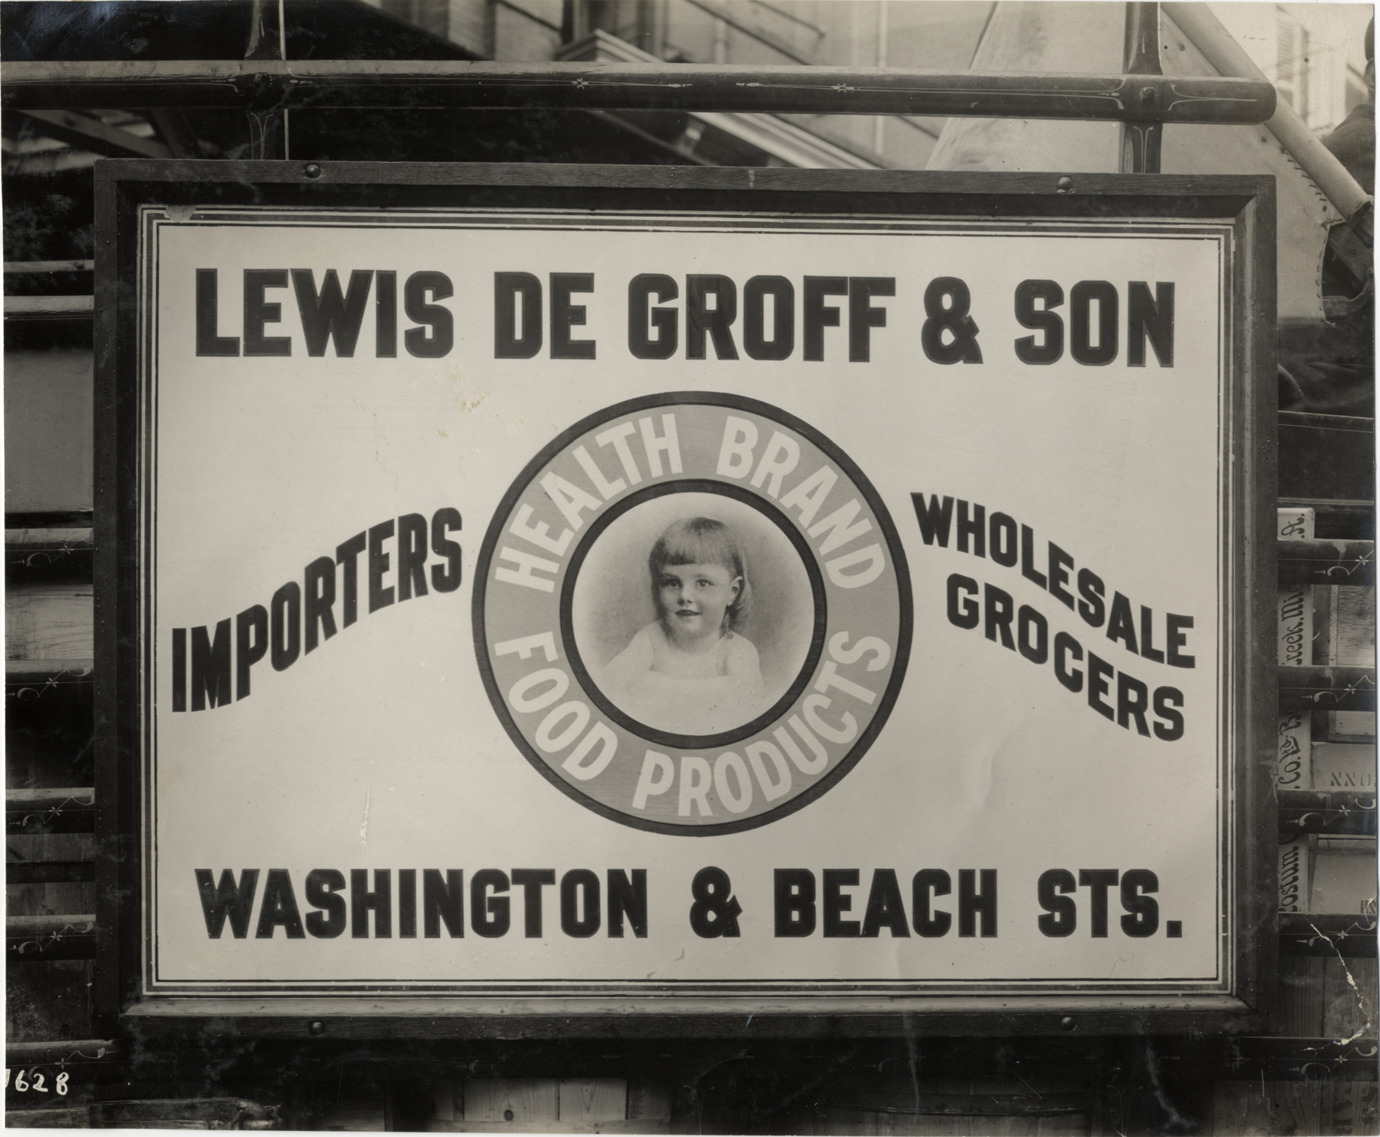 LEWIS DE GROFF & SON
IMPORTERS
HEALTH BRAND
FOOD PRODUCTS
WHOLESALE
GROCERS
WASHINGTON & BEACH STS.
1628